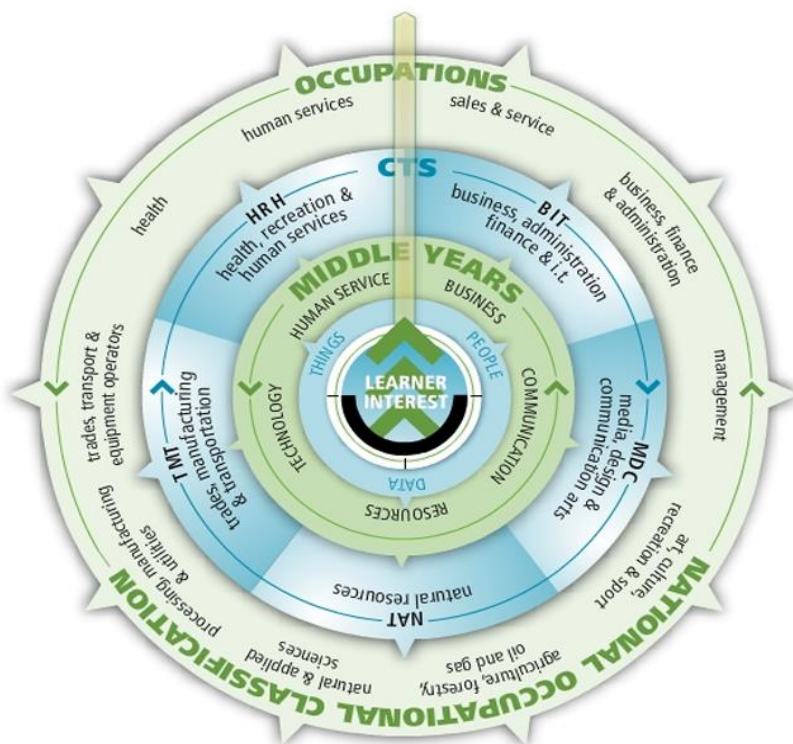 OCCUPATIONS
human services
sales & service
health
business, finance
& administration
trades, transport &
equipment operators
management
processing, manufacturing
& utilities
art, culture,
recreation & sport
natural & applied
sciences
agriculture, forestry,
oil and gas
NATIONAL OCCUPATIONAL CLASSIFICATION
CTS
HRH
health, recreation &
human services
BIT
business, administration
finance & i.t
TMT
trades, manufacturing
& transportation
MDC
media, design &
communication arts
NAT
natural resources
MIDDLE YEARS
HUMAN SERVICE
BUSINESS
TECHNOLOGY
COMMUNICATION
RESOURCES
THINGS
PEOPLE
DATA
LEARNER
INTEREST